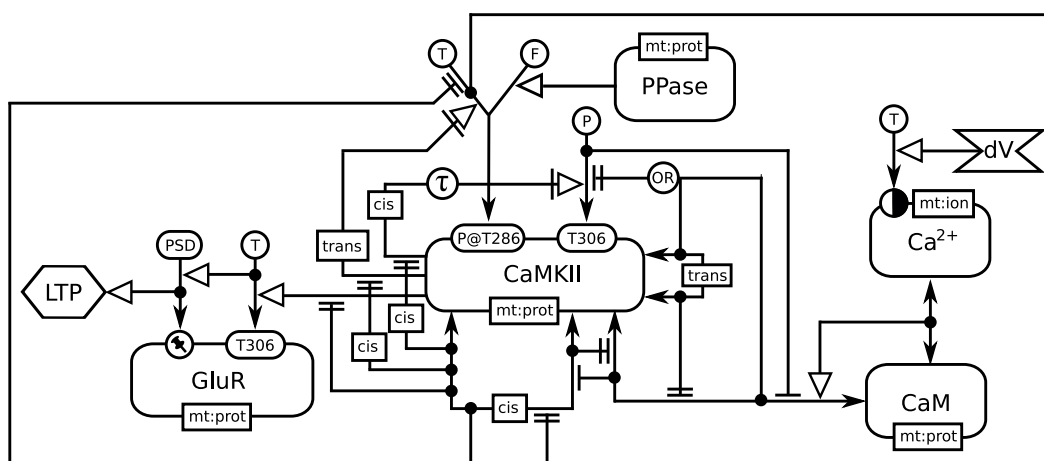 T
F
mt:prot
PPase
P
T
dV
OR
τ
cis
mt:ion
Ca2+
P@T286
T306
trans
PSD
T
CaMKII
trans
LTP
mt:prot
cis
T306
cis
GluR
CaM
cis
mt:prot
mt:prot